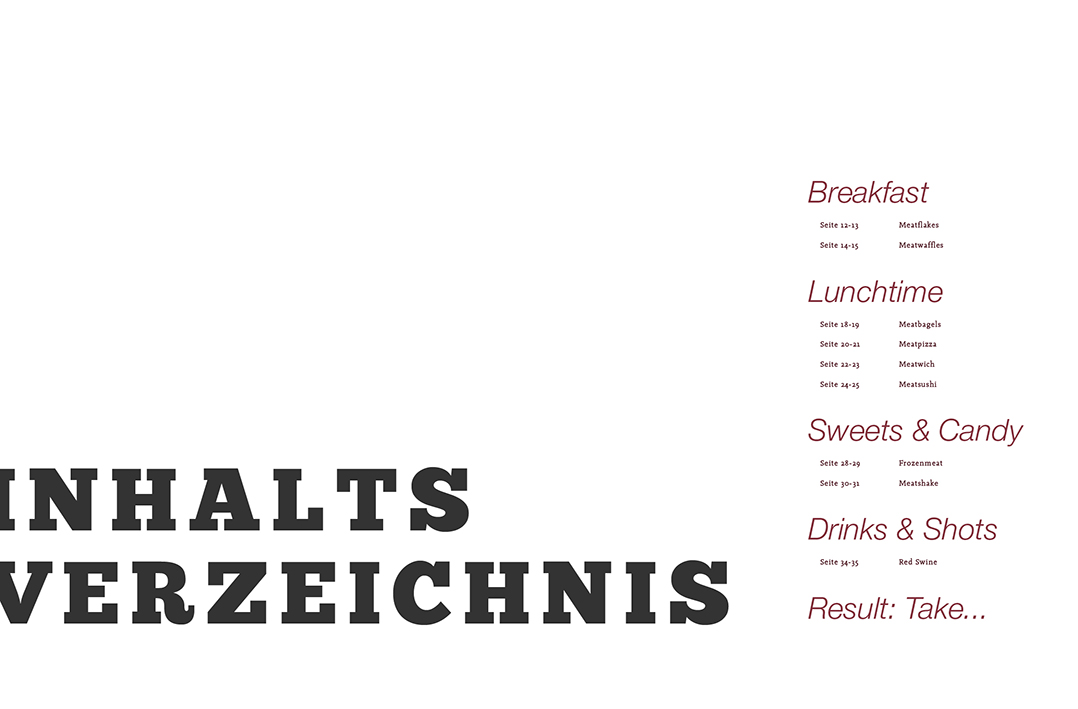 INHALTS
VERZEICHNIS
Breakfast
Seite 12-13 Meatflakes
Seite 14-15 Meatwaffles
Lunchtime
Seite 18-19 Meatbagels
Seite 20-21 Meatpizza
Seite 22-23 Meatwich
Seite 24-25 Meatsushi
Sweets & Candy
Seite 28-29 Frozenmeat
Seite 30-31 Meatshake
Drinks & Shots
Seite 34-35 Red Swine
Result: Take...